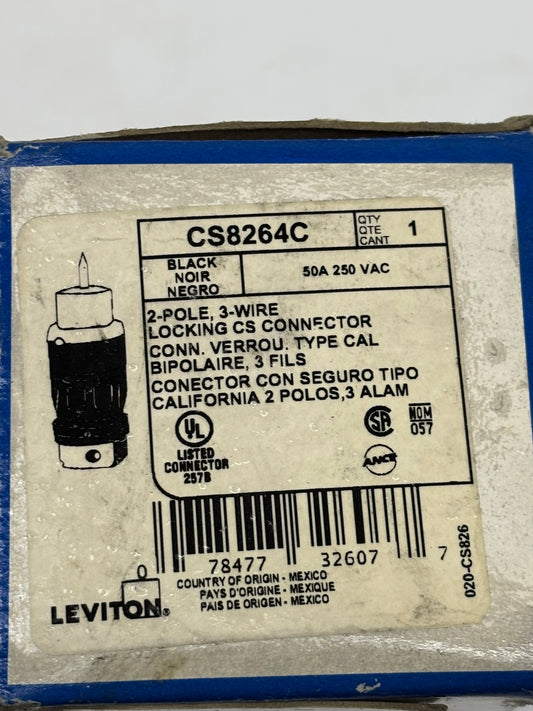 CS8264C
QTY
QTE
CANT
1
BLACK
NOIR
NEGRO
50A 250 VAC
2-POLE, 3-WIRE
LOCKING CS CONNECTOR
CONN. VERROU. TYPE CAL
BIPOLAIRE, 3 FILS
CONECTOR CON SEGURO TIPO
CALIFORNIA 2 POLOS,3 ALAM
UL
LISTED
CONNECTOR
257B
SA
NOM
057
ANCE
0 78477 32607 7
COUNTRY OF ORIGIN - MEXICO
PAYS D'ORIGINE - MEXIQUE
PAIS DE ORIGEN - MEXICO
LEVITON®
020-CS826